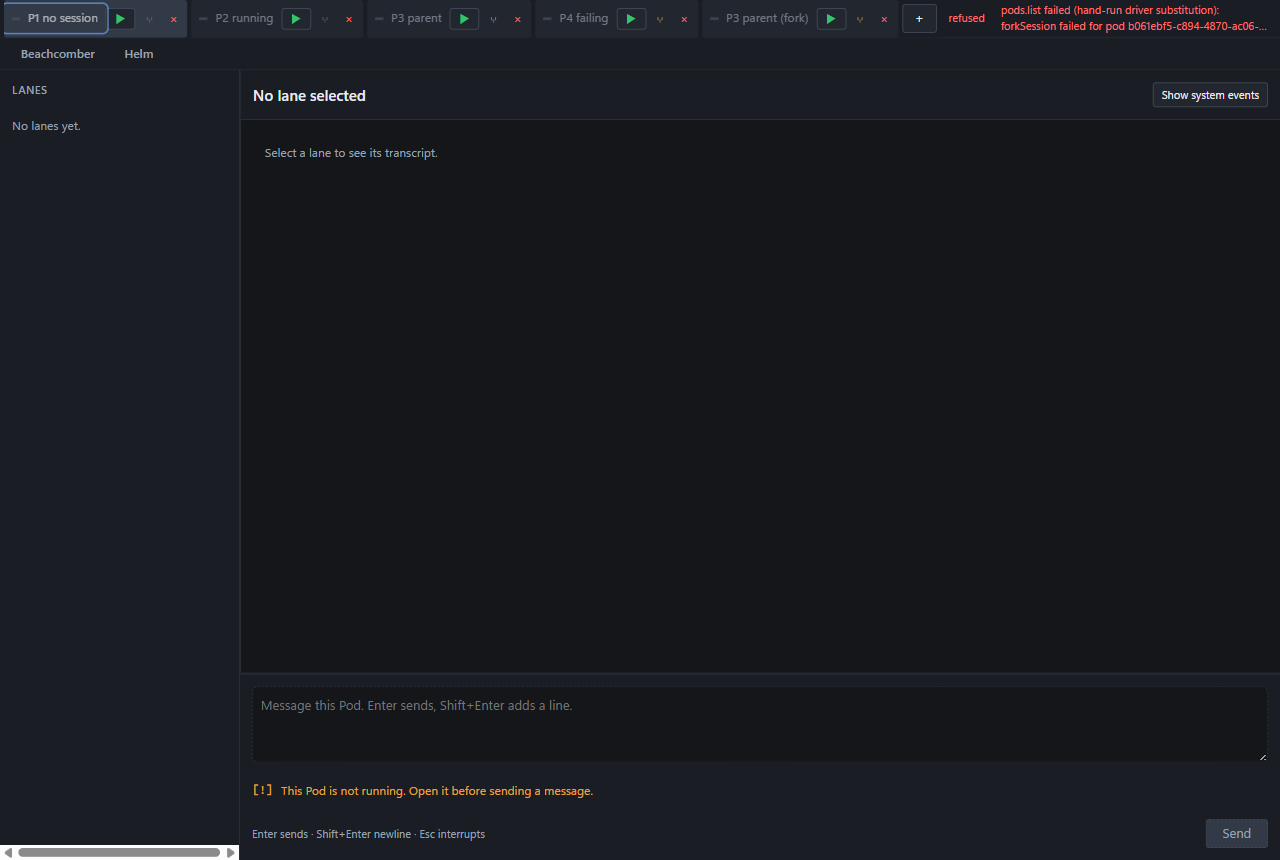 P1 no session
P2 running
P3 parent
P4 failing
P3 parent (fork)
+
refused
pods.list failed (hand-run driver substitution):
forkSession failed for pod b061ebf5-c894-4870-ac06-...
Beachcomber Helm
LANES
No lanes yet.
No lane selected
Show system events
Select a lane to see its transcript.
Message this Pod. Enter sends, Shift+Enter adds a line.
[!] This Pod is not running. Open it before sending a message.
Enter sends · Shift+Enter newline · Esc interrupts
Send